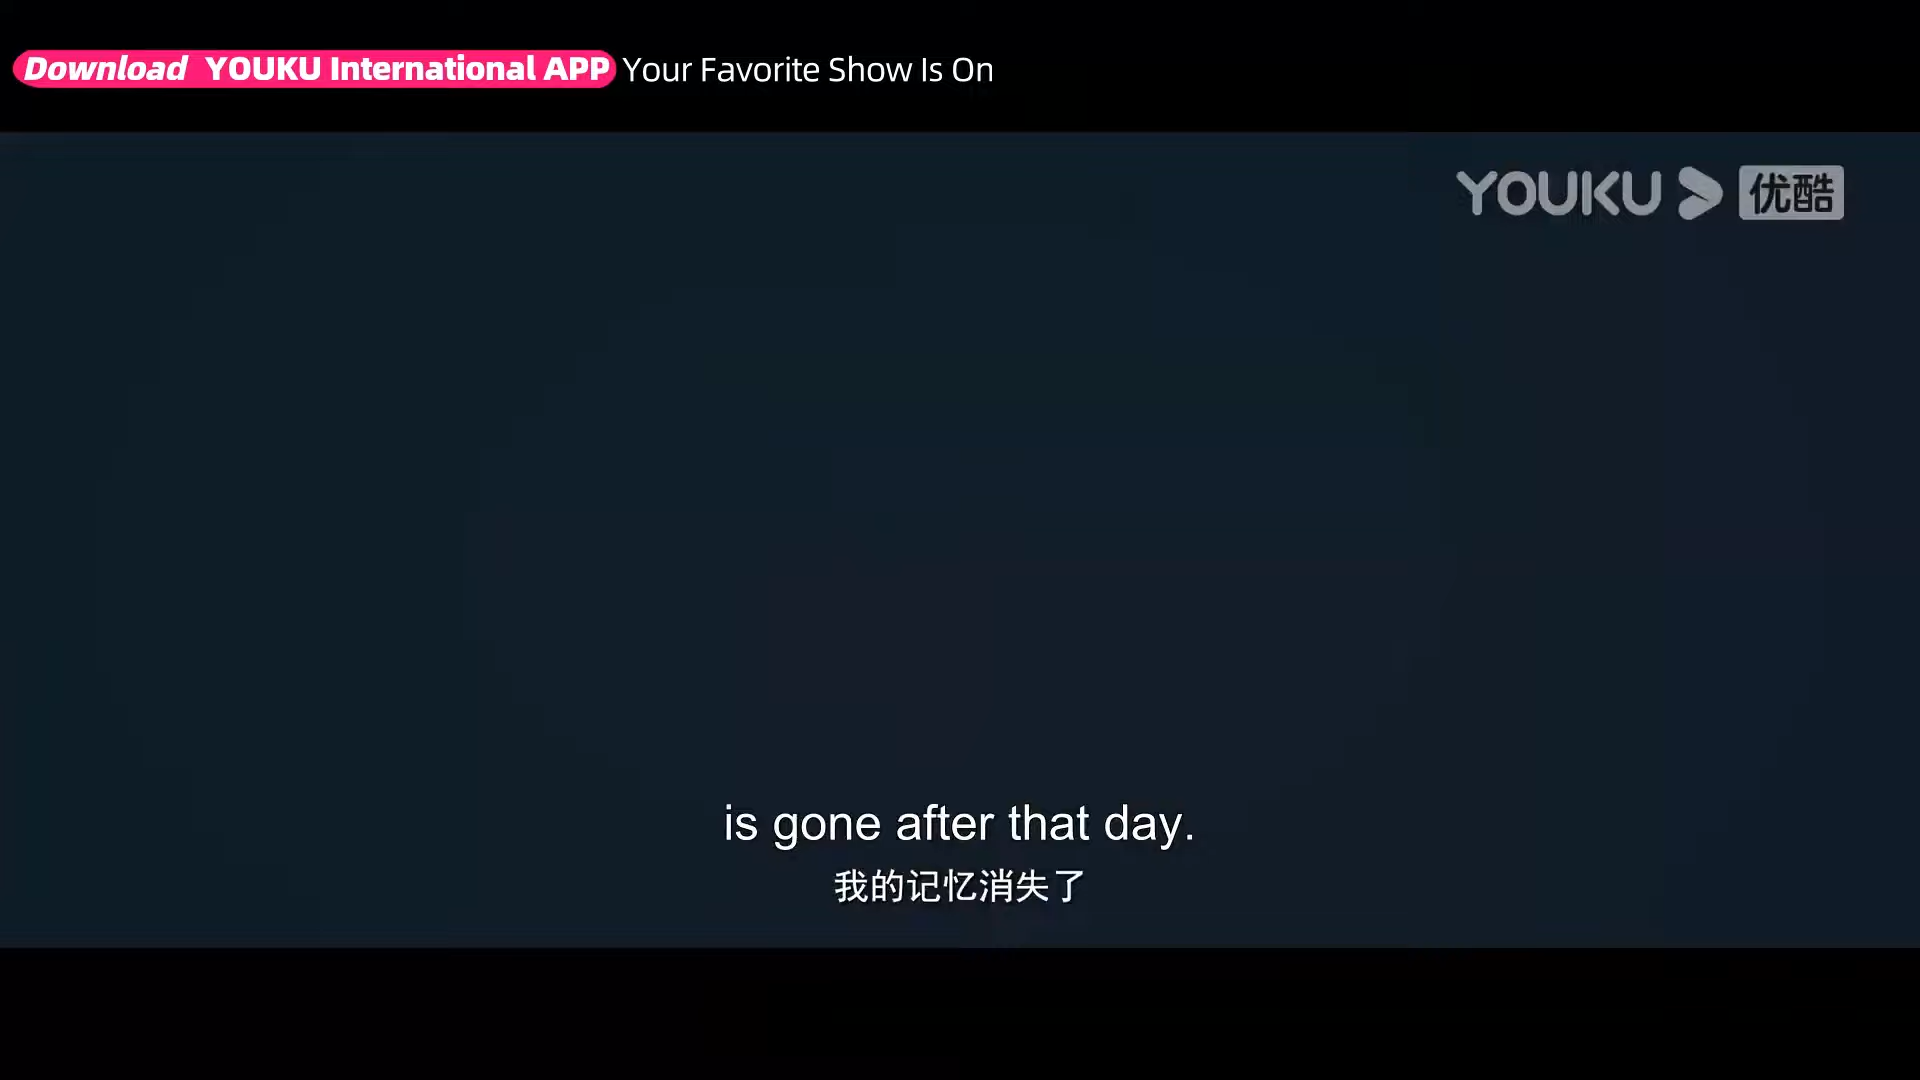 Download YOUKU International APP Your Favorite Show Is On
YOUKU 优酷
is gone after that day.
我的记忆消失了